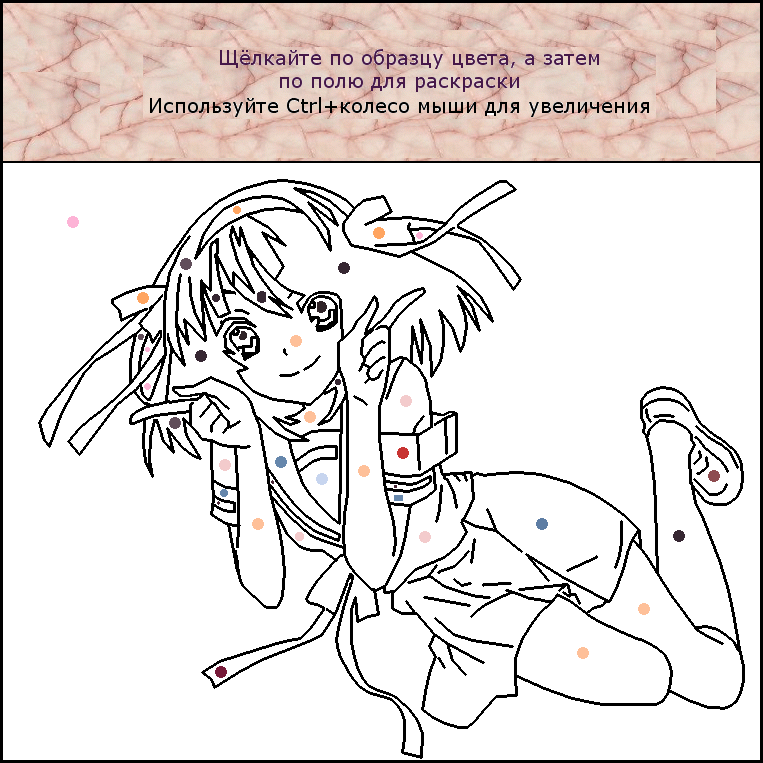 Щёлкайте по образцу цвета, а затем
по полю для раскраски
Используйте Ctrl+колесо мыши для увеличения